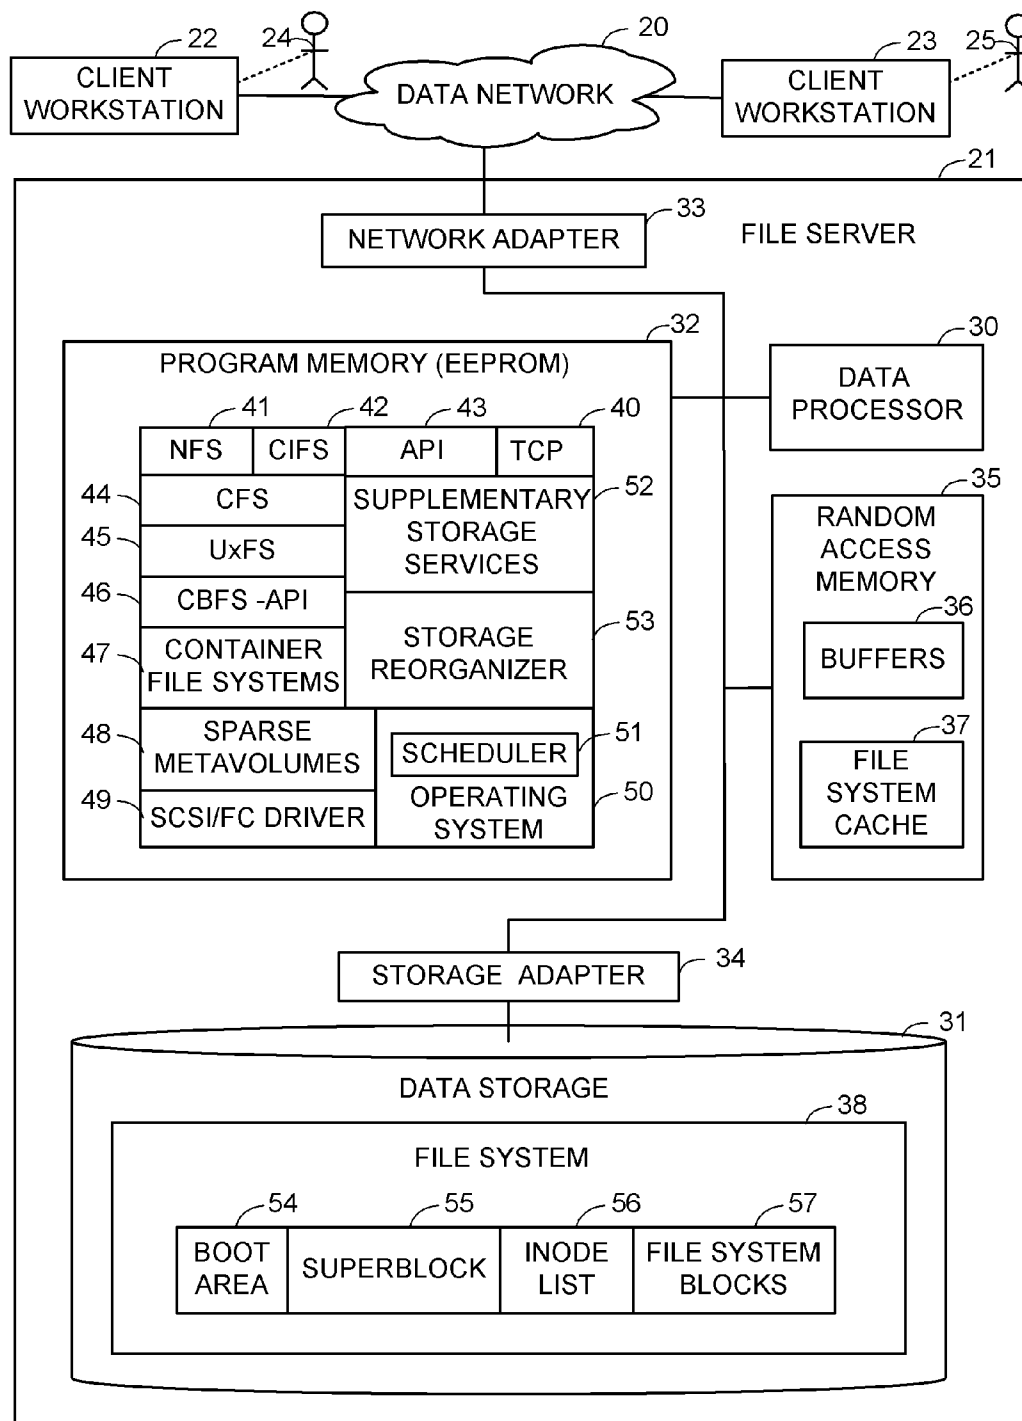 22
24
20
23
25
CLIENT
WORKSTATION
DATA NETWORK
CLIENT
WORKSTATION
21
33
NETWORK ADAPTER
FILE SERVER
32
30
PROGRAM MEMORY (EEPROM)
DATA
PROCESSOR
41
42
43
40
NFS
CIFS
API
TCP
44
CFS
SUPPLEMENTARY
STORAGE
SERVICES
52
45
UxFS
46
CBFS -API
47
CONTAINER
FILE SYSTEMS
STORAGE
REORGANIZER
53
48
SPARSE
METAVOLUMES
SCHEDULER
51
49
SCSI/FC DRIVER
OPERATING
SYSTEM
50
35
RANDOM
ACCESS
MEMORY
36
BUFFERS
37
FILE
SYSTEM
CACHE
STORAGE ADAPTER
34
31
DATA STORAGE
38
FILE SYSTEM
54
55
56
57
BOOT
AREA
SUPERBLOCK
INODE
LIST
FILE SYSTEM
BLOCKS